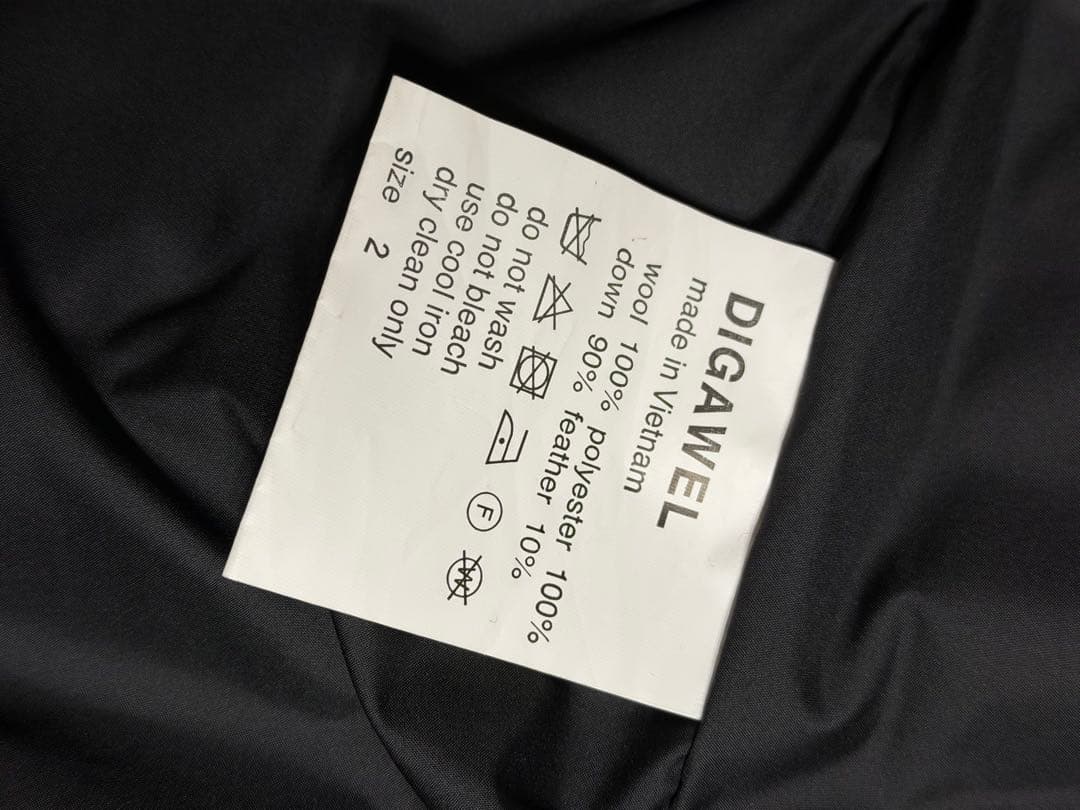 DIGAWEL
made in Vietnam
wool 100% polyester 100%
down 90% feather 10%
F W
do not wash
do not bleach
use cool iron
dry clean only
size 2